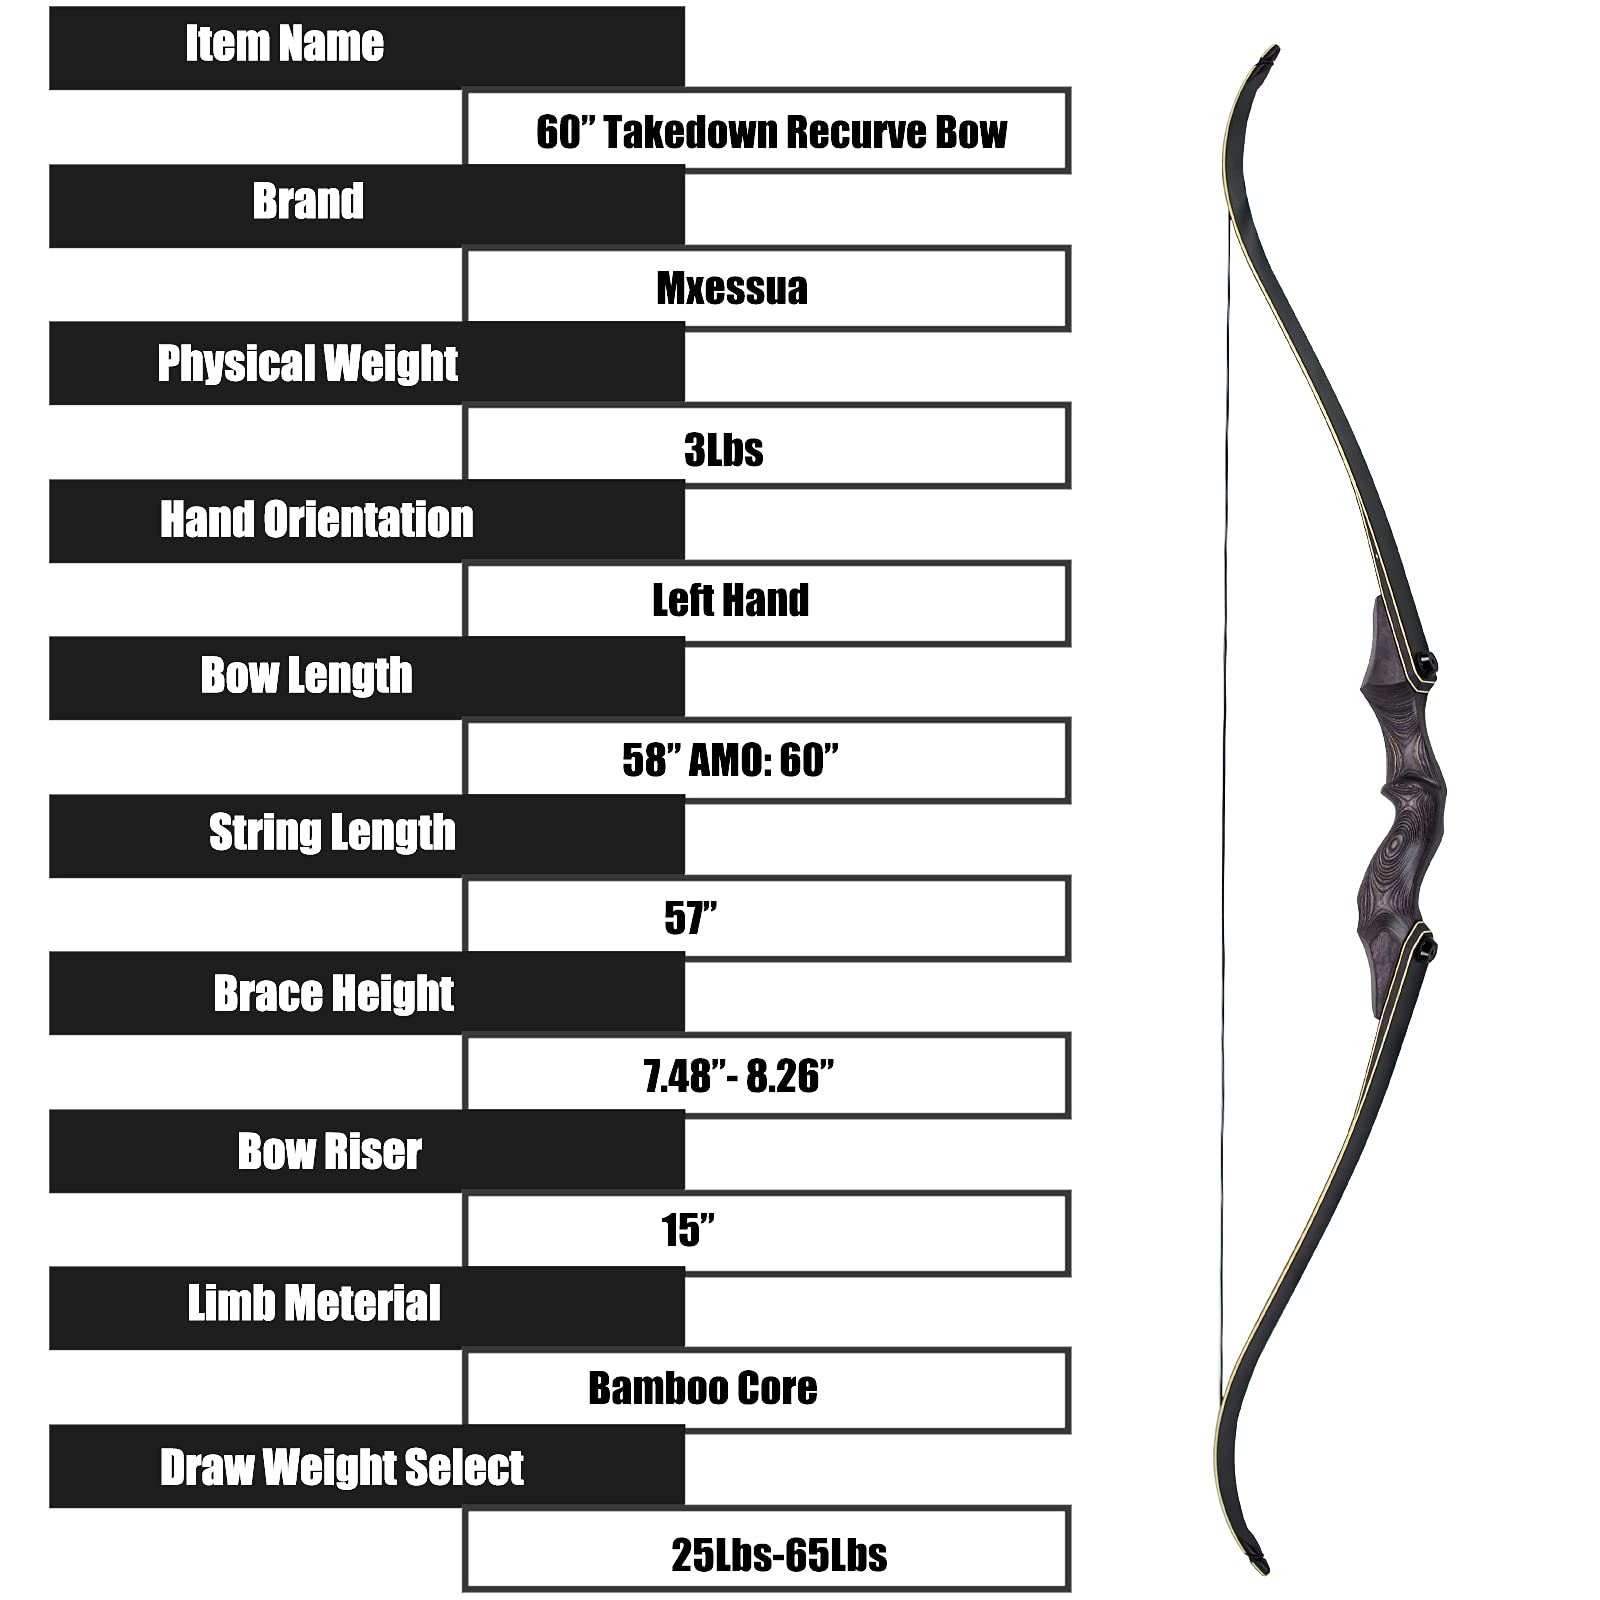 Item Name
60” Takedown Recurve Bow
Brand
Mxessua
Physical Weight
3Lbs
Hand Orientation
Left Hand
Bow Length
58” AMO: 60”
String Length
57”
Brace Height
7.48”- 8.26”
Bow Riser
15”
Limb Meterial
Bamboo Core
Draw Weight Select
25Lbs-65Lbs